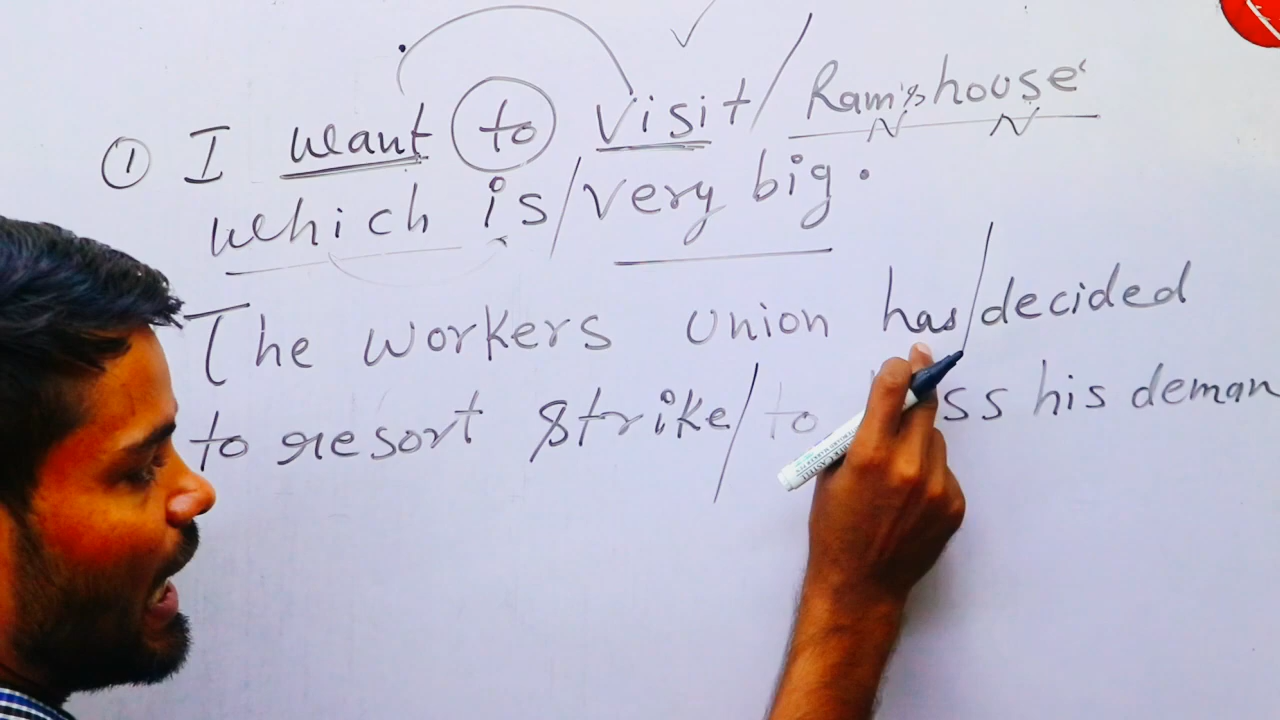 ① I want to visit / Ram's house
which is / very big.
The workers union has / decided
to resort strike / to ss his deman